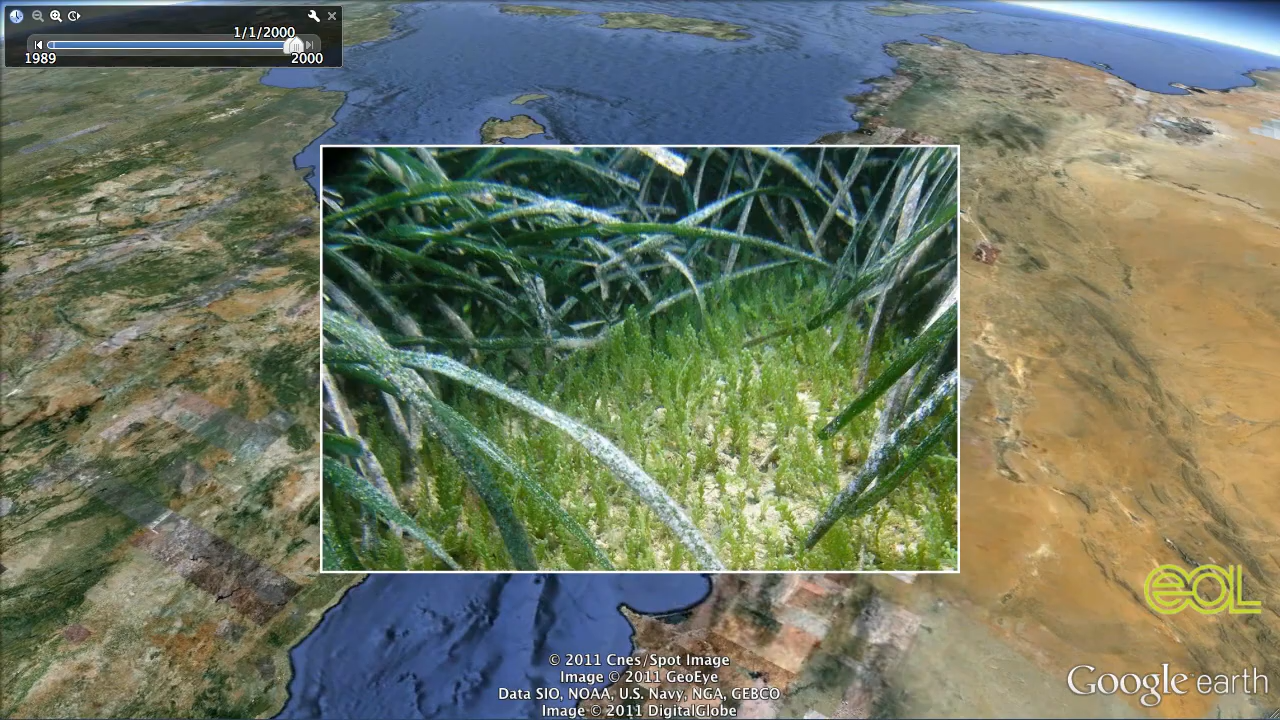 1/1/2000
1989
2000
eOL
© 2011 Cnes/Spot Image
Image © 2011 GeoEye
Data SIO, NOAA, U.S. Navy, NGA, GEBCO
Image © 2011 DigitalGlobe
Google earth